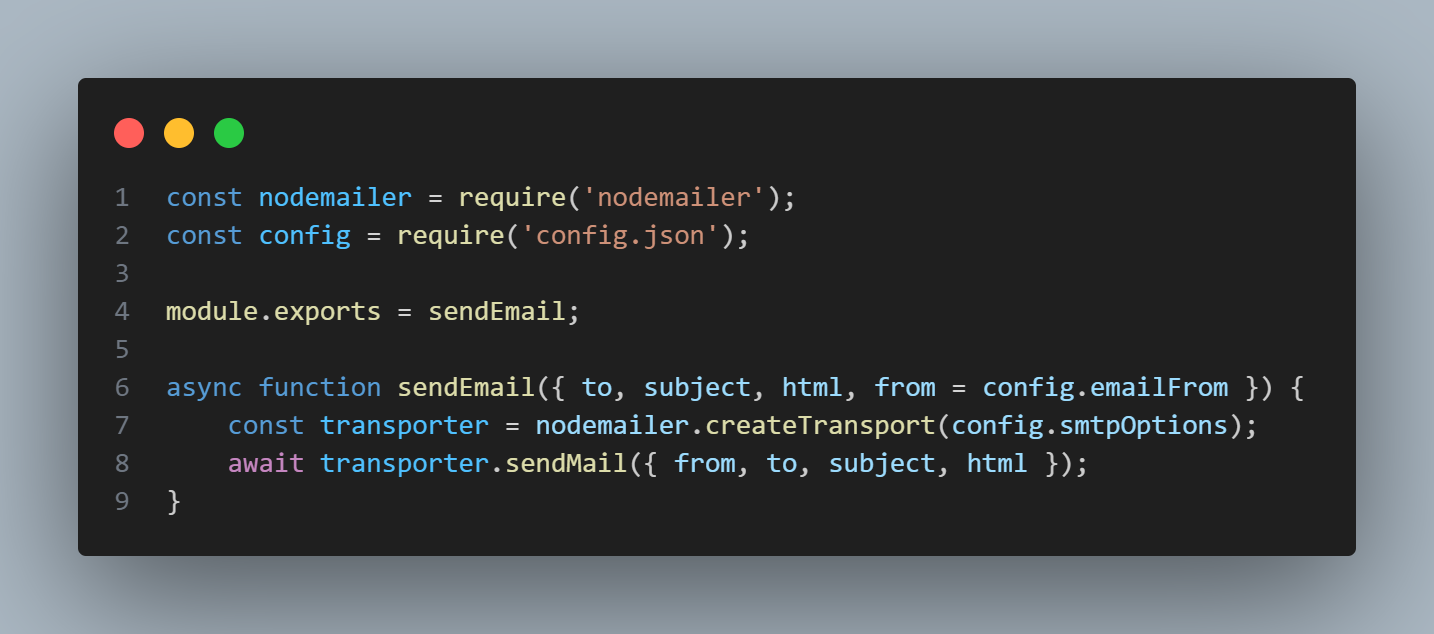 1 const nodemailer = require('nodemailer');
2 const config = require('config.json');
3
4 module.exports = sendEmail;
5
6 async function sendEmail({ to, subject, html, from = config.emailFrom }) {
7     const transporter = nodemailer.createTransport(config.smtpOptions);
8     await transporter.sendMail({ from, to, subject, html });
9 }